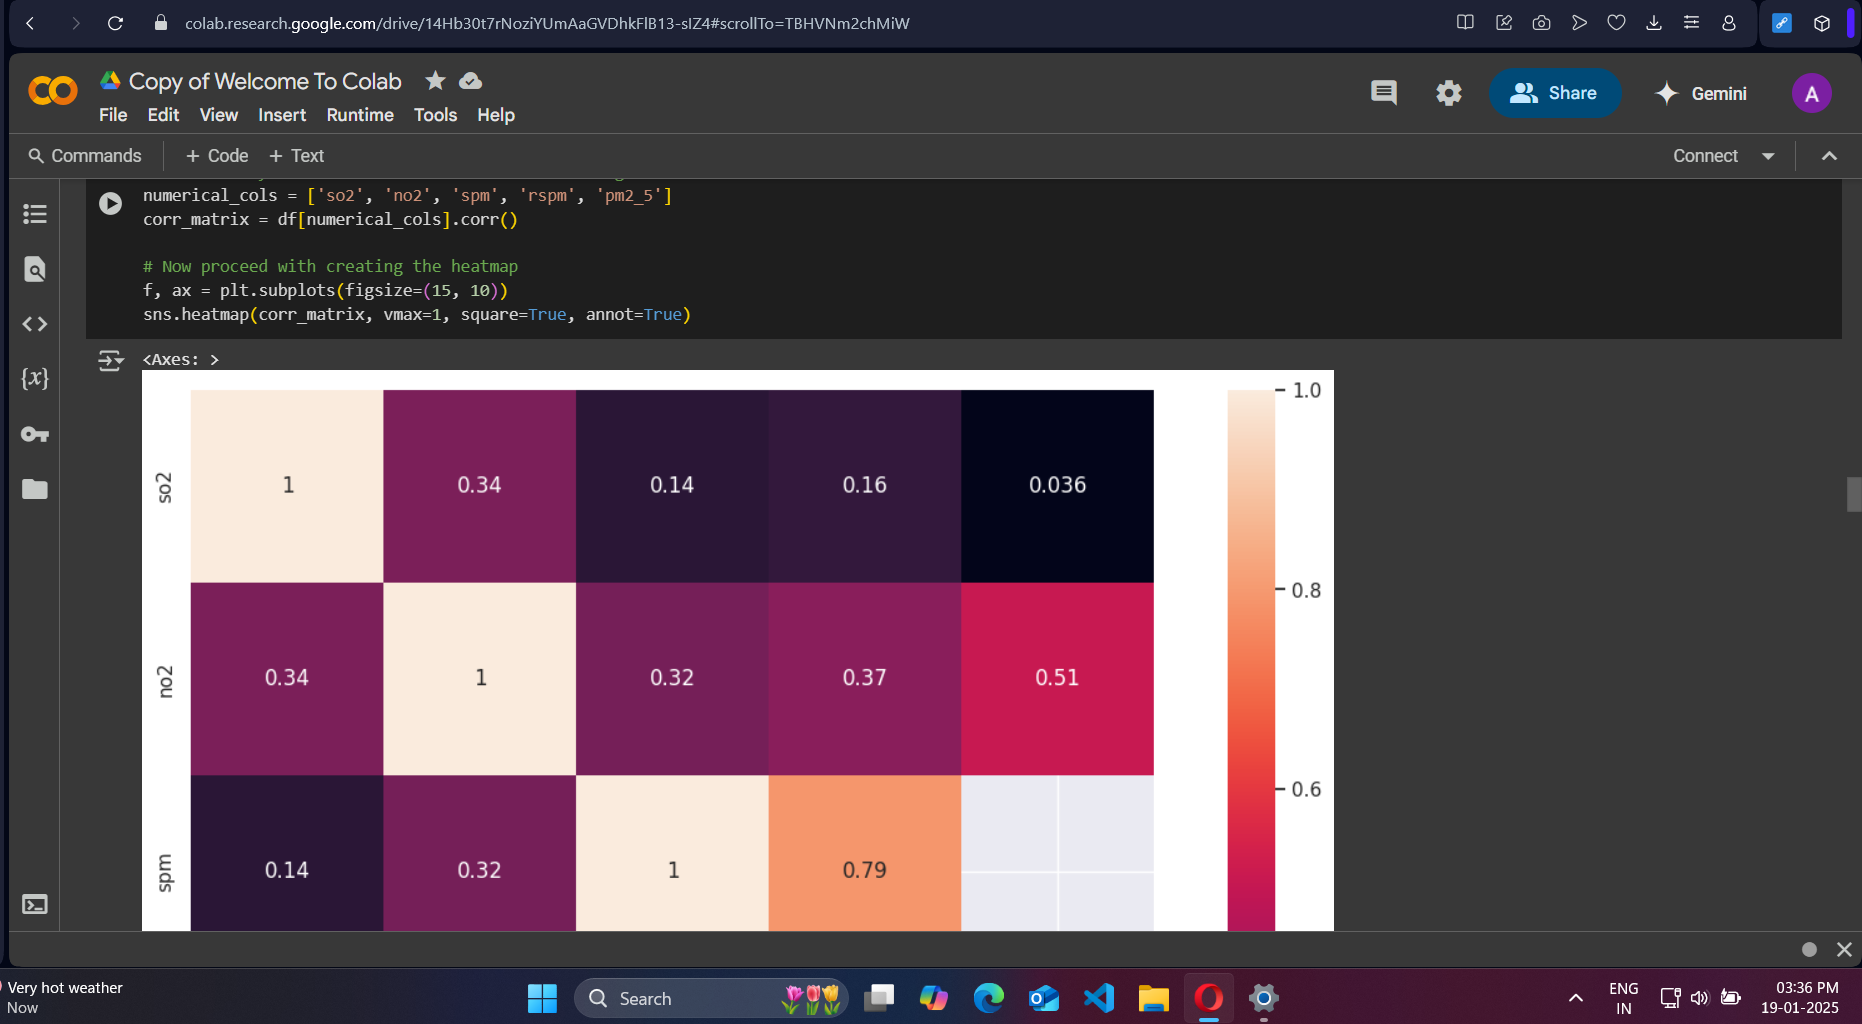 colab.research.google.com/drive/14Hb30t7rNoziYUmAaGVDhkFlB13-sIZ4#scrollTo=TBHVNm2chMiW
Copy of Welcome To Colab
File Edit View Insert Runtime Tools Help
Share
Gemini
A
Commands
+ Code
+ Text
Connect
numerical_cols = ['so2', 'no2', 'spm', 'rspm', 'pm2_5']
corr_matrix = df[numerical_cols].corr()
# Now proceed with creating the heatmap
f, ax = plt.subplots(figsize=(15, 10))
sns.heatmap(corr_matrix, vmax=1, square=True, annot=True)
<Axes: >
so2
1 0.34 0.14 0.16 0.036
no2
0.34 1 0.32 0.37 0.51
spm
0.14 0.32 1 0.79
1.0
0.8
0.6
Very hot weather
Now
Search
ENG
IN
03:36 PM
19-01-2025